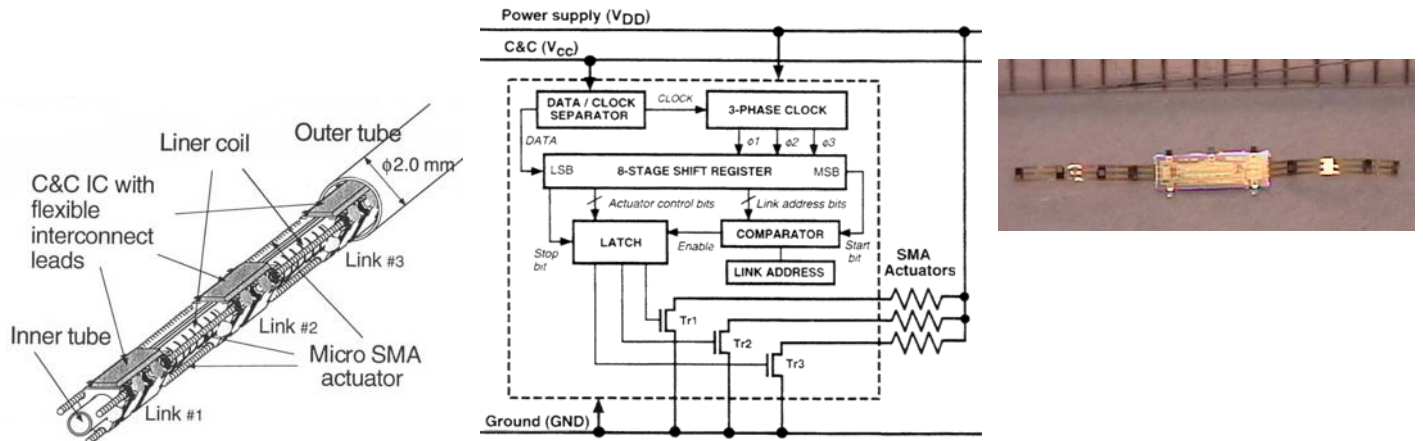 Outer tube
Liner coil
ϕ2.0 mm
C&C IC with
flexible
interconnect
leads
Link #3
Inner tube
Link #2
Micro SMA
actuator
Link #1
Power supply (VDD)
C&C (VCC)
DATA / CLOCK
SEPARATOR
CLOCK
3-PHASE CLOCK
DATA
ϕ1
ϕ2
ϕ3
LSB
8-STAGE SHIFT REGISTER
MSB
Actuator control bits
Link address bits
LATCH
Enable
COMPARATOR
Stop
bit
Start
bit
LINK ADDRESS
SMA
Actuators
Tr1
Tr2
Tr3
Ground (GND)